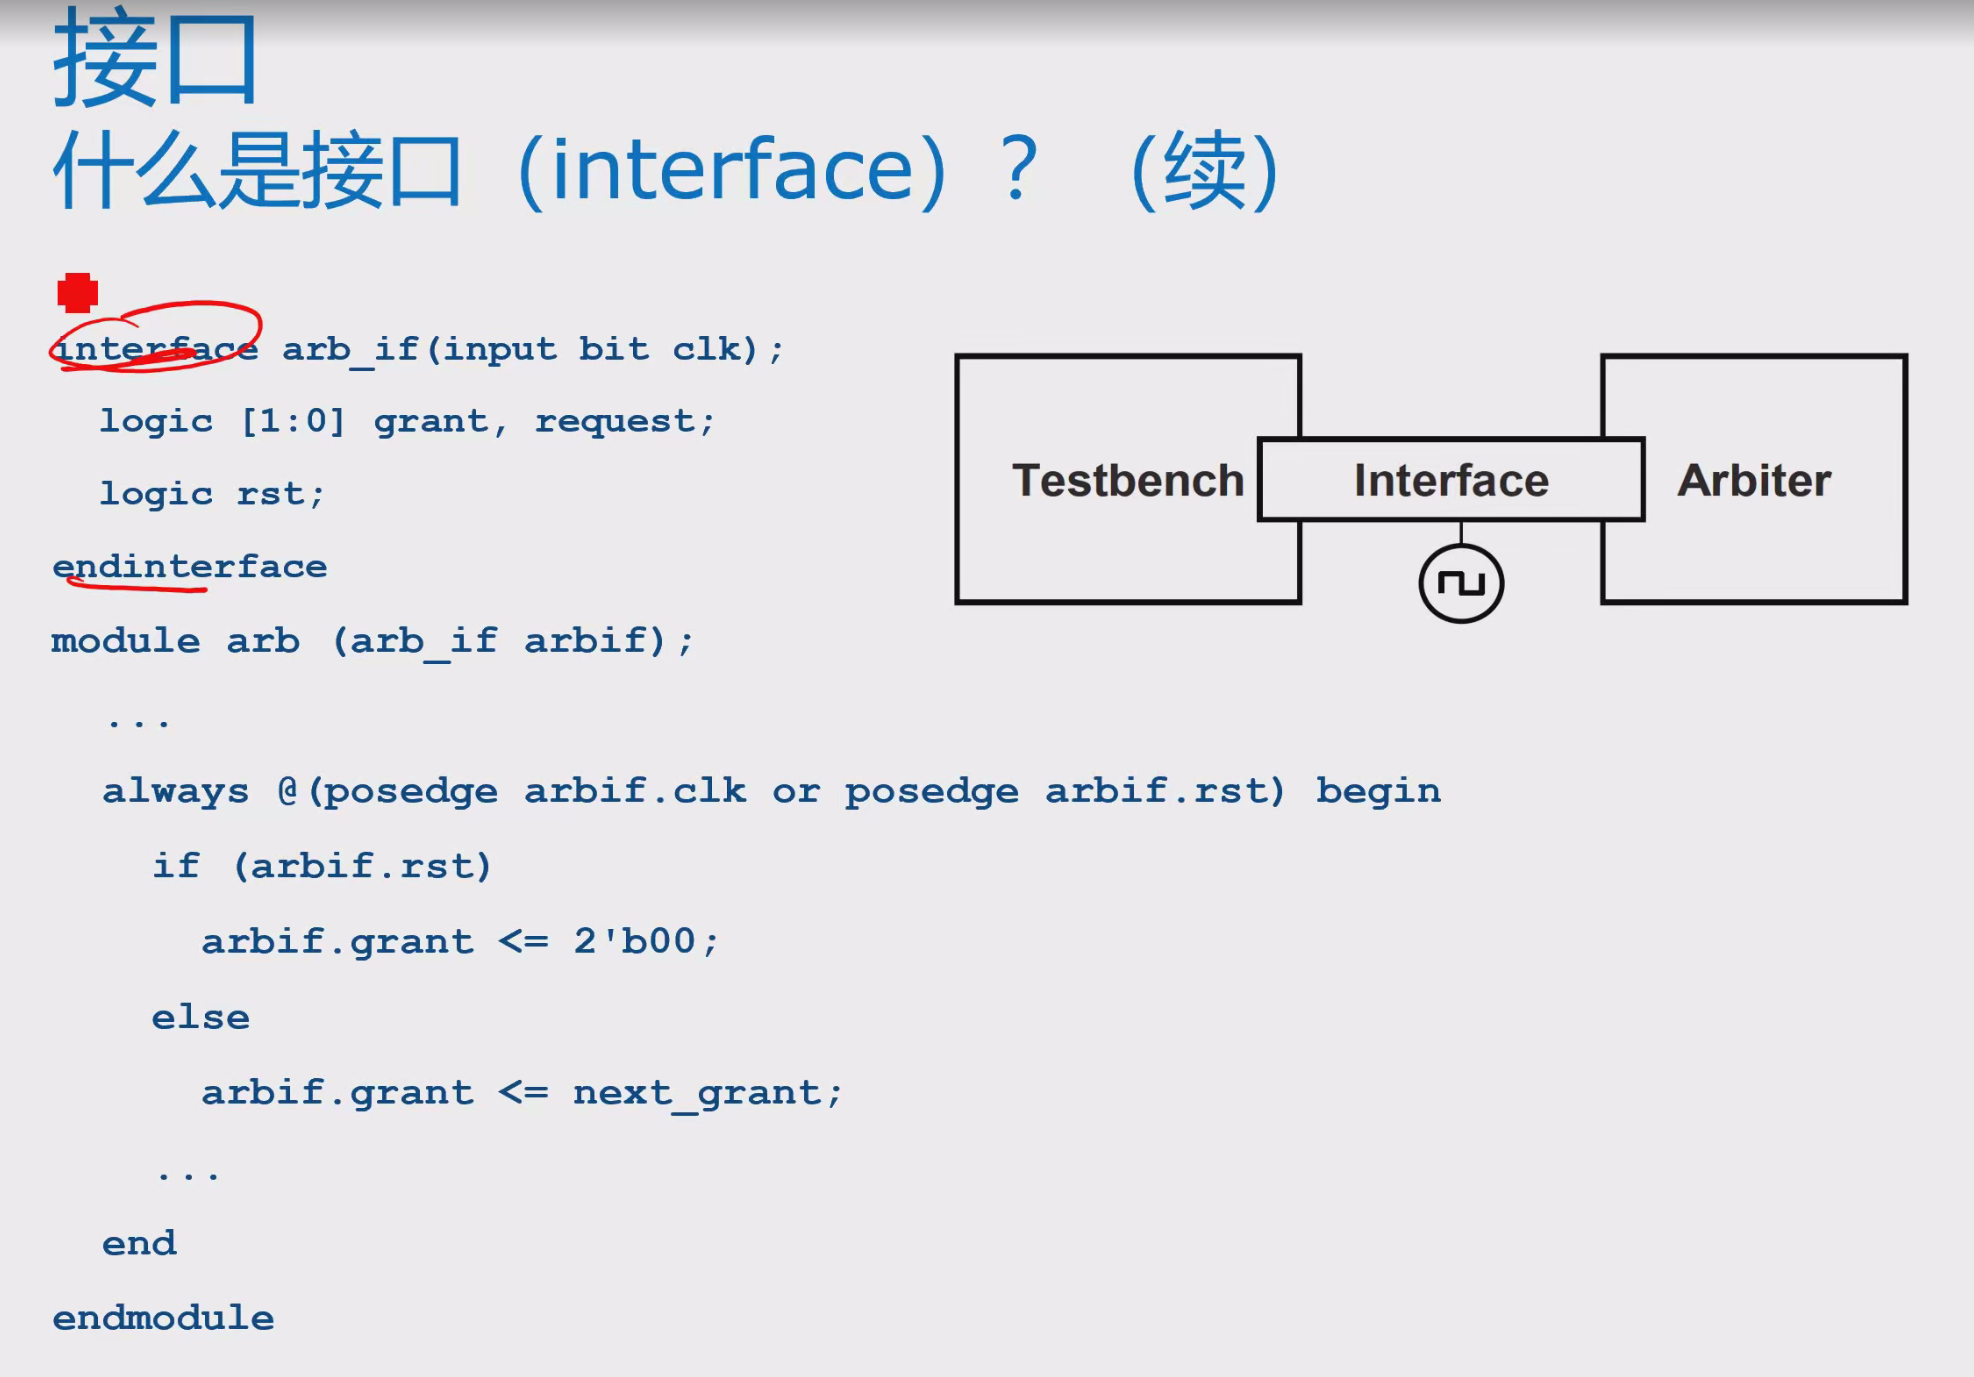 接口
什么是接口（interface）？（续）
interface arb_if(input bit clk);
logic [1:0] grant, request;
logic rst;
endinterface
module arb (arb_if arbif);
...
always @(posedge arbif.clk or posedge arbif.rst) begin
if (arbif.rst)
arbif.grant <= 2'b00;
else
arbif.grant <= next_grant;
...
end
endmodule
Testbench
Interface
Arbiter